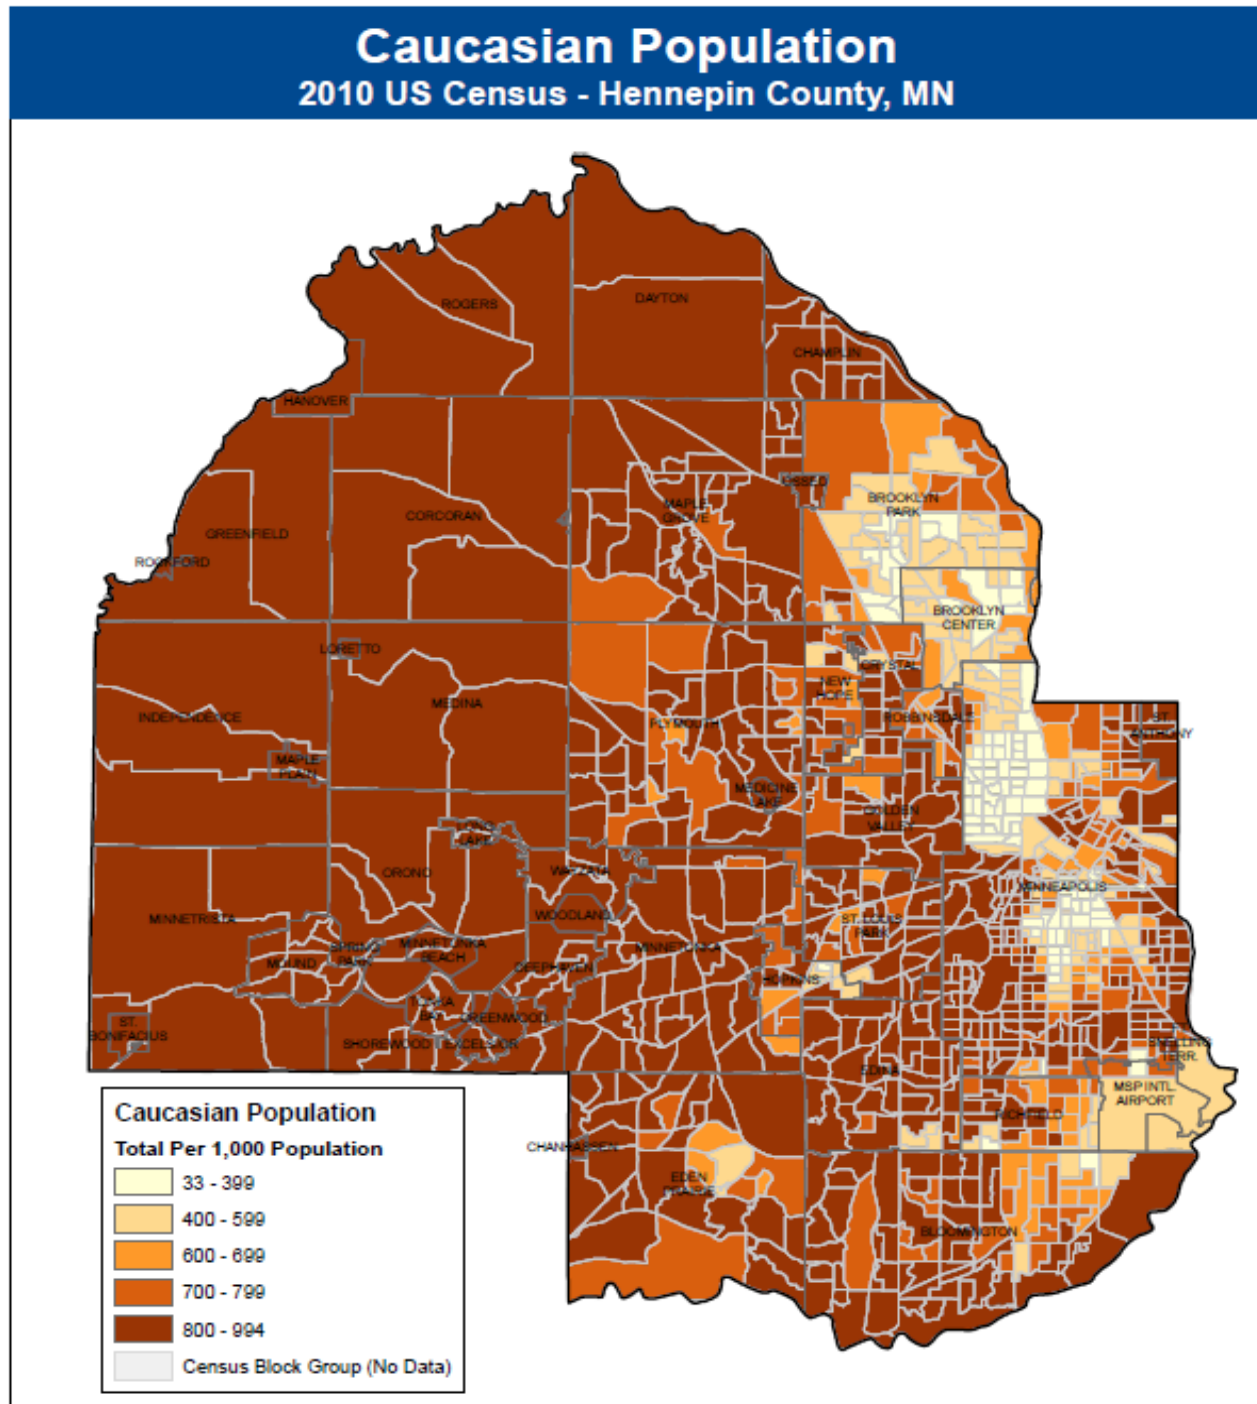 Caucasian Population
2010 US Census - Hennepin County, MN
ROGERS
DAYTON
CHAMPLIN
HANOVER
OSSEO
MAPLE
GROVE
BROOKLYN
PARK
CORCORAN
GREENFIELD
ROCKFORD
BROOKLYN
CENTER
LORETTO
CRYSTAL
NEW
HOPE
MEDINA
INDEPENDENCE
PLYMOUTH
ROBBINSDALE
ST.
ANTHONY
MAPLE
PLAIN
MEDICINE
LAKE
GOLDEN
VALLEY
LONG
LAKE
ORONO
WAYZATA
MINNEAPOLIS
MINNETRISTA
WOODLAND
ST. LOUIS
PARK
SPRING
PARK
MINNETONKA
BEACH
MINNETONKA
MOUND
DEEPHAVEN
HOPKINS
TONKA
BAY
GREENWOOD
ST.
BONIFACIUS
SHOREWOOD
EXCELSIOR
SNELLING
TERR.
EDINA
MSP INTL.
AIRPORT
RICHFIELD
CHANHASSEN
EDEN
PRAIRIE
BLOOMINGTON
Caucasian Population
Total Per 1,000 Population
33 - 399
400 - 599
600 - 699
700 - 799
800 - 994
Census Block Group (No Data)